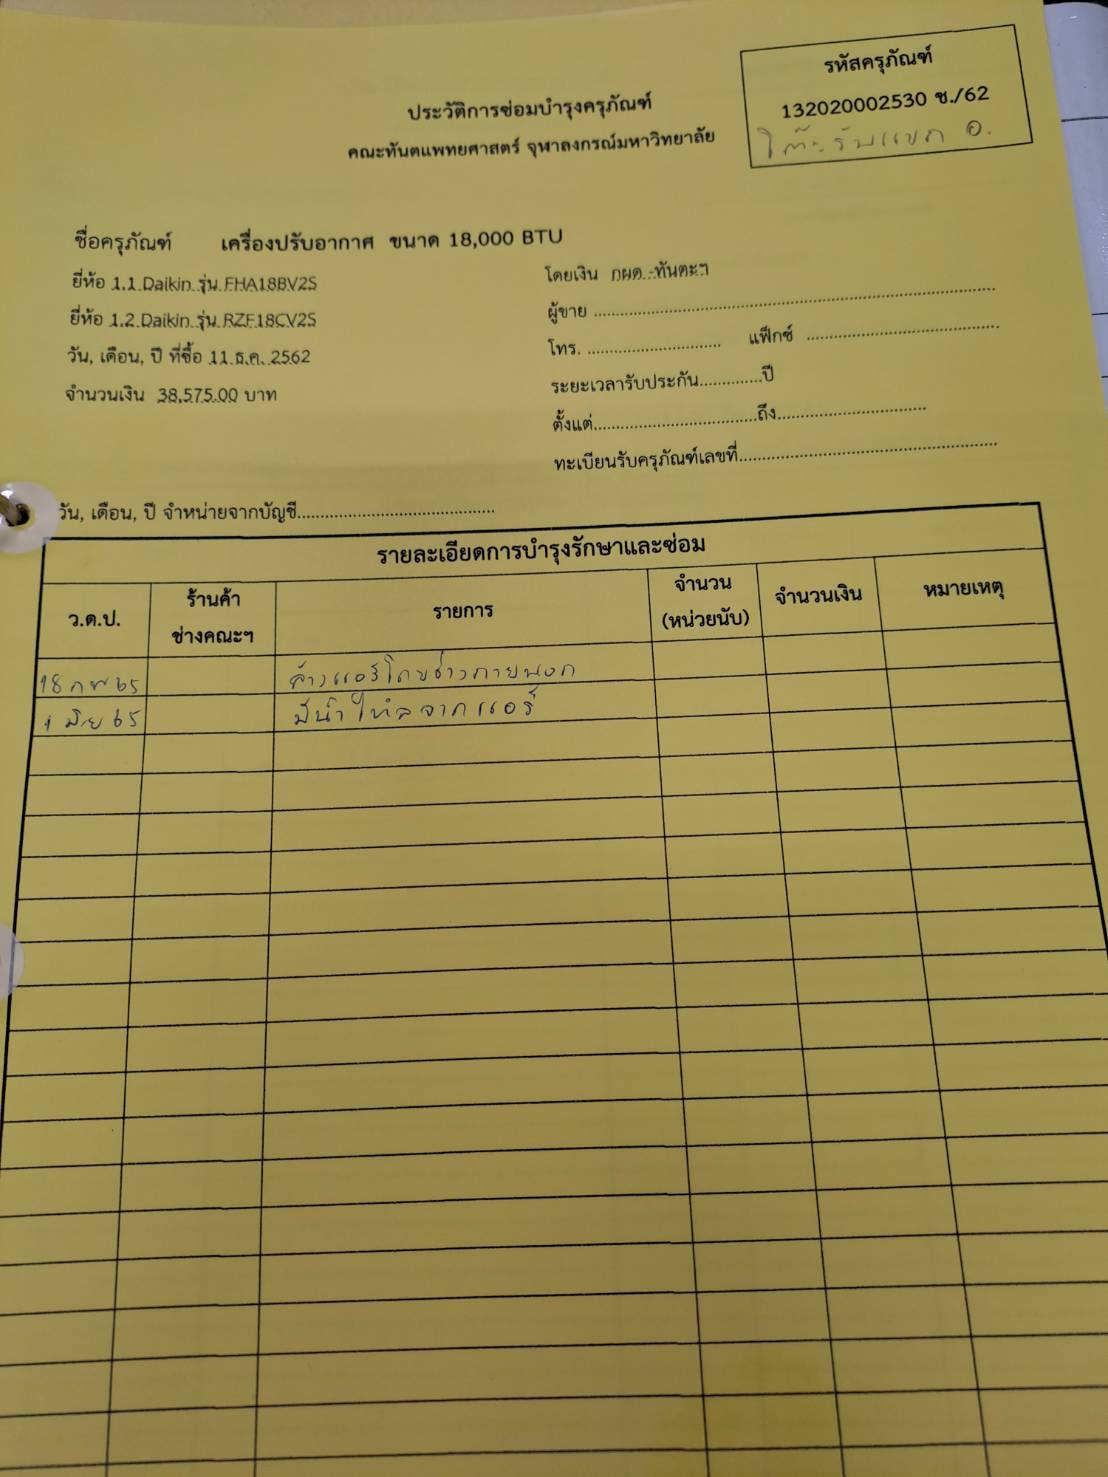 รหัสครุภัณฑ์
132020002530 ช./62
โต๊ะรับแขก อ.
ประวัติการซ่อมบำรุงครุภัณฑ์
คณะทันตแพทยศาสตร์ จุฬาลงกรณ์มหาวิทยาลัย
ชื่อครุภัณฑ์ เครื่องปรับอากาศ ขนาด 18,000 BTU
ยี่ห้อ 1.1 Daikin รุ่น FHA18BV2S
ยี่ห้อ 1.2 Daikin รุ่น RZF18CV2S
วัน, เดือน, ปี ที่ซื้อ 11 ธ.ค. 2562
จำนวนเงิน 38,575.00 บาท
โดยเงิน กผด.-ทันตะฯ
ผู้ขาย ....................
โทร. .................... แฟ็กซ์ ....................
ระยะเวลารับประกัน.............ปี
ตั้งแต่....................ถึง....................
ทะเบียนรับครุภัณฑ์เลขที่....................
วัน, เดือน, ปี จำหน่ายจากบัญชี....................
รายละเอียดการบำรุงรักษาและซ่อม
ว.ด.ป. ร้านค้า ช่างคณะฯ รายการ จำนวน (หน่วยนับ) จำนวนเงิน หมายเหตุ
18 กพ 65 ล้างแอร์โดยช่างภายนอก
1 มิย 65 มีน้ำไหลจากแอร์